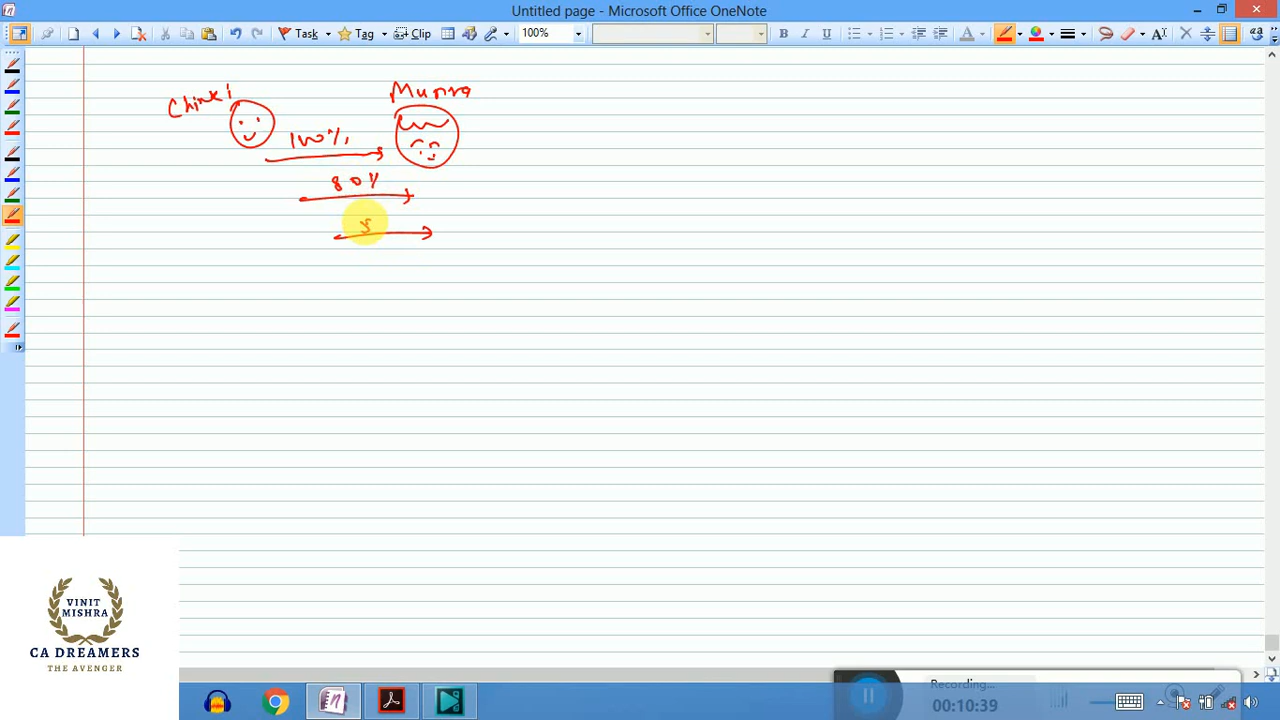 Untitled page - Microsoft Office OneNote
Task Tag Clip 100% B I U
Chinki
Munna
100%
80%
5
VINIT
MISHRA
CA DREAMERS
THE AVENGER
Recording...
00:10:39